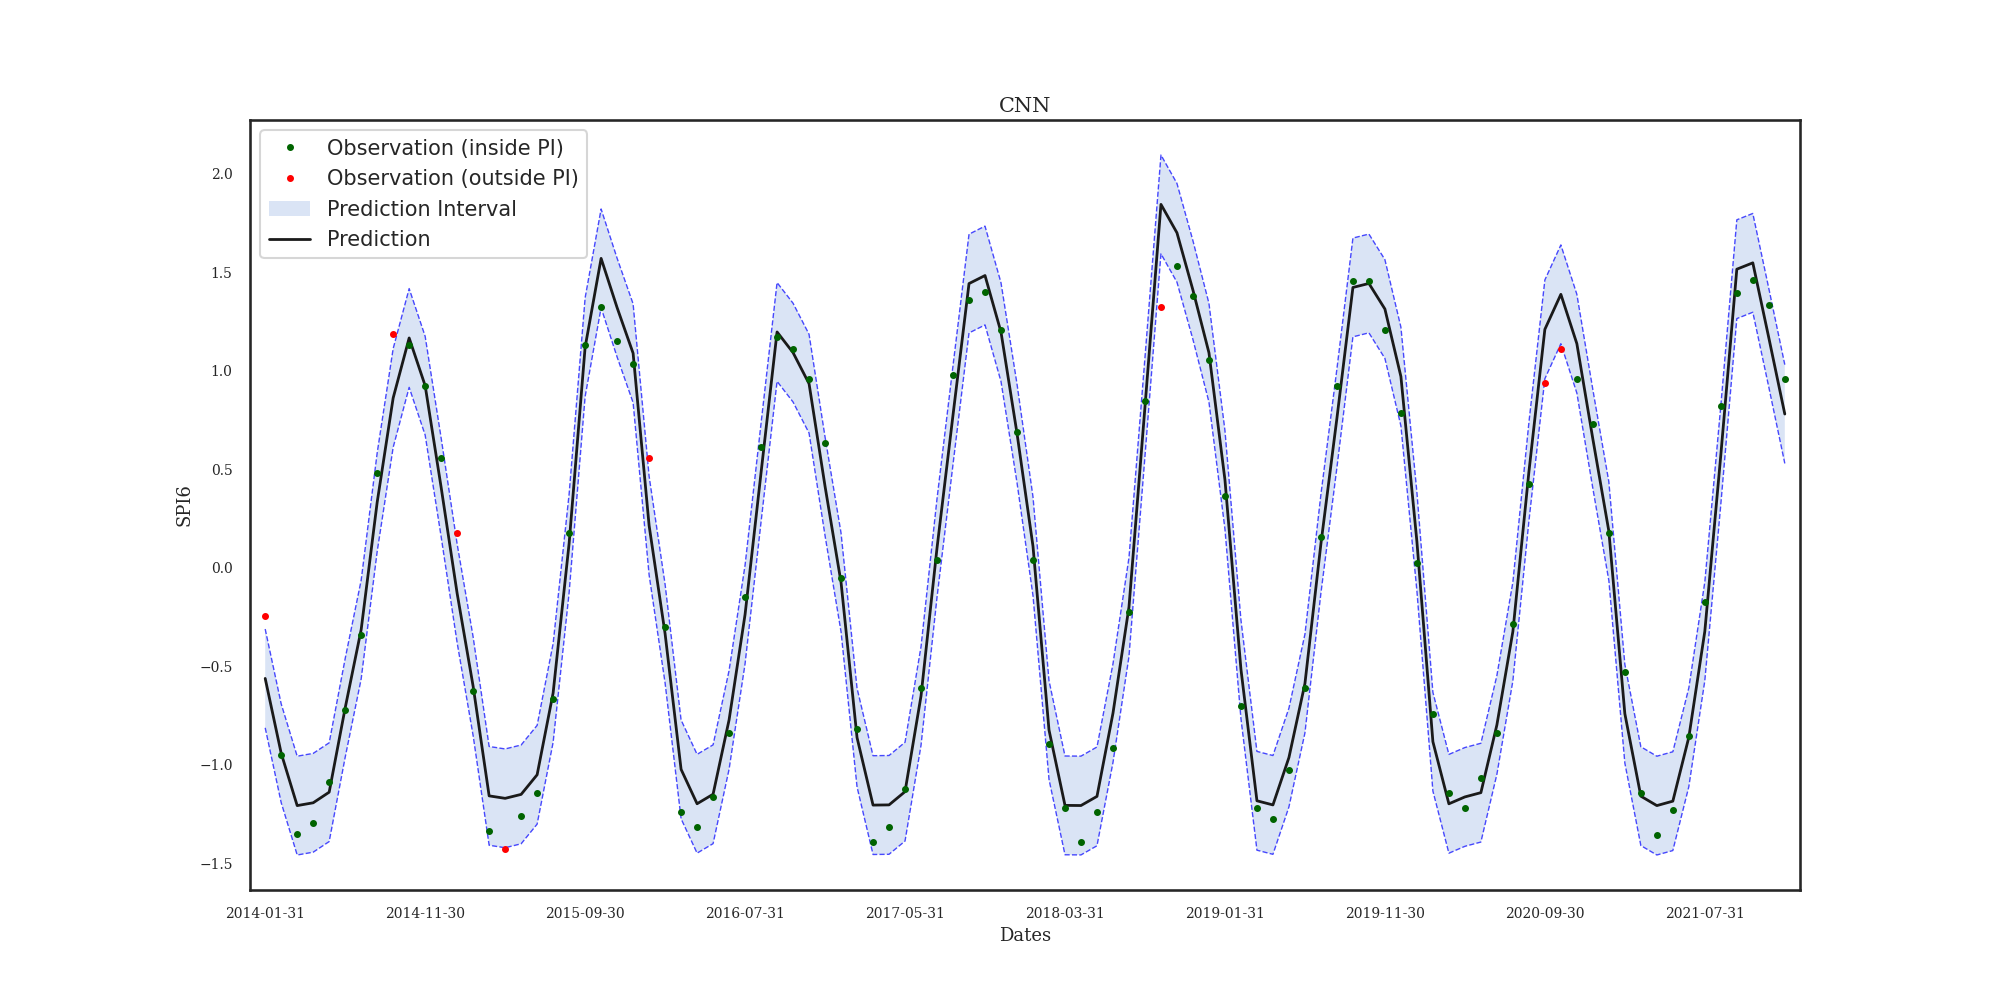 CNN
Observation (inside PI)
Observation (outside PI)
Prediction Interval
Prediction
2.0
1.5
1.0
0.5
0.0
−0.5
−1.0
−1.5
SPI6
2014-01-31 2014-11-30 2015-09-30 2016-07-31 2017-05-31 2018-03-31 2019-01-31 2019-11-30 2020-09-30 2021-07-31
Dates